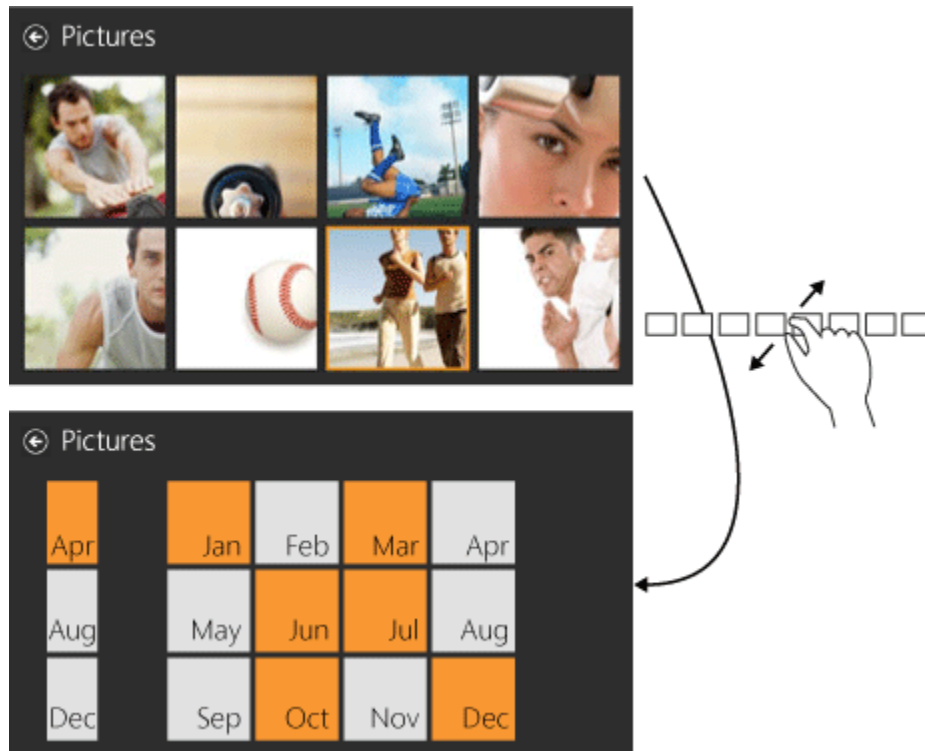 Pictures
Pictures
Apr Jan Feb Mar Apr
Aug May Jun Jul Aug
Dec Sep Oct Nov Dec